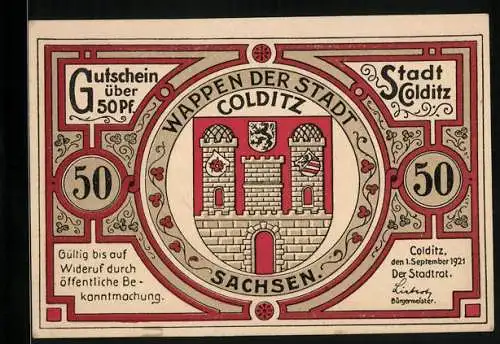 Gutschein
über
50 Pf.
Stadt
Colditz
WAPPEN DER STADT
COLDITZ
SACHSEN.
50
50
Gültig bis auf
Wideruf durch
öffentliche Be-
kanntmachung.
Colditz,
den 1. September 1921
Der Stadtrat.
Bürgermeister.